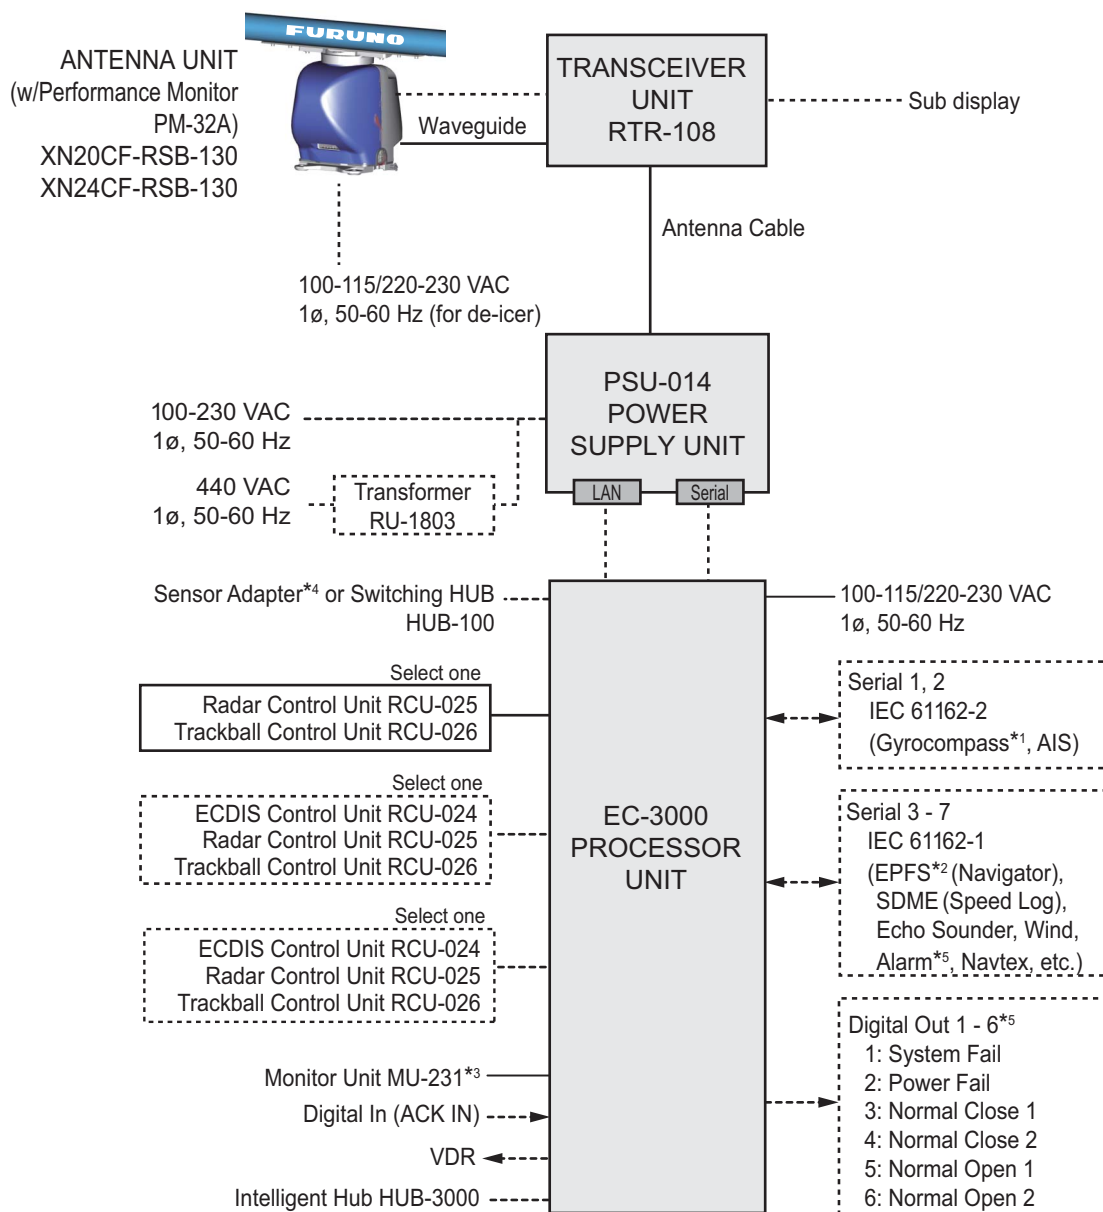 FURUNO
ANTENNA UNIT
(w/Performance Monitor
PM-32A)
XN20CF-RSB-130
XN24CF-RSB-130
Waveguide
TRANSCEIVER
UNIT
RTR-108
Sub display
Antenna Cable
100-115/220-230 VAC
1ø, 50-60 Hz (for de-icer)
PSU-014
POWER
SUPPLY UNIT
LAN
Serial
100-230 VAC
1ø, 50-60 Hz
440 VAC
1ø, 50-60 Hz
Transformer
RU-1803
Sensor Adapter*4 or Switching HUB
HUB-100
100-115/220-230 VAC
1ø, 50-60 Hz
Select one
Radar Control Unit RCU-025
Trackball Control Unit RCU-026
Select one
ECDIS Control Unit RCU-024
Radar Control Unit RCU-025
Trackball Control Unit RCU-026
Select one
ECDIS Control Unit RCU-024
Radar Control Unit RCU-025
Trackball Control Unit RCU-026
EC-3000
PROCESSOR
UNIT
Monitor Unit MU-231*3
Digital In (ACK IN)
VDR
Intelligent Hub HUB-3000
Serial 1, 2
IEC 61162-2
(Gyrocompass*1, AIS)
Serial 3 - 7
IEC 61162-1
(EPFS*2 (Navigator),
SDME (Speed Log),
Echo Sounder, Wind,
Alarm*5, Navtex, etc.)
Digital Out 1 - 6*5
1: System Fail
2: Power Fail
3: Normal Close 1
4: Normal Close 2
5: Normal Open 1
6: Normal Open 2